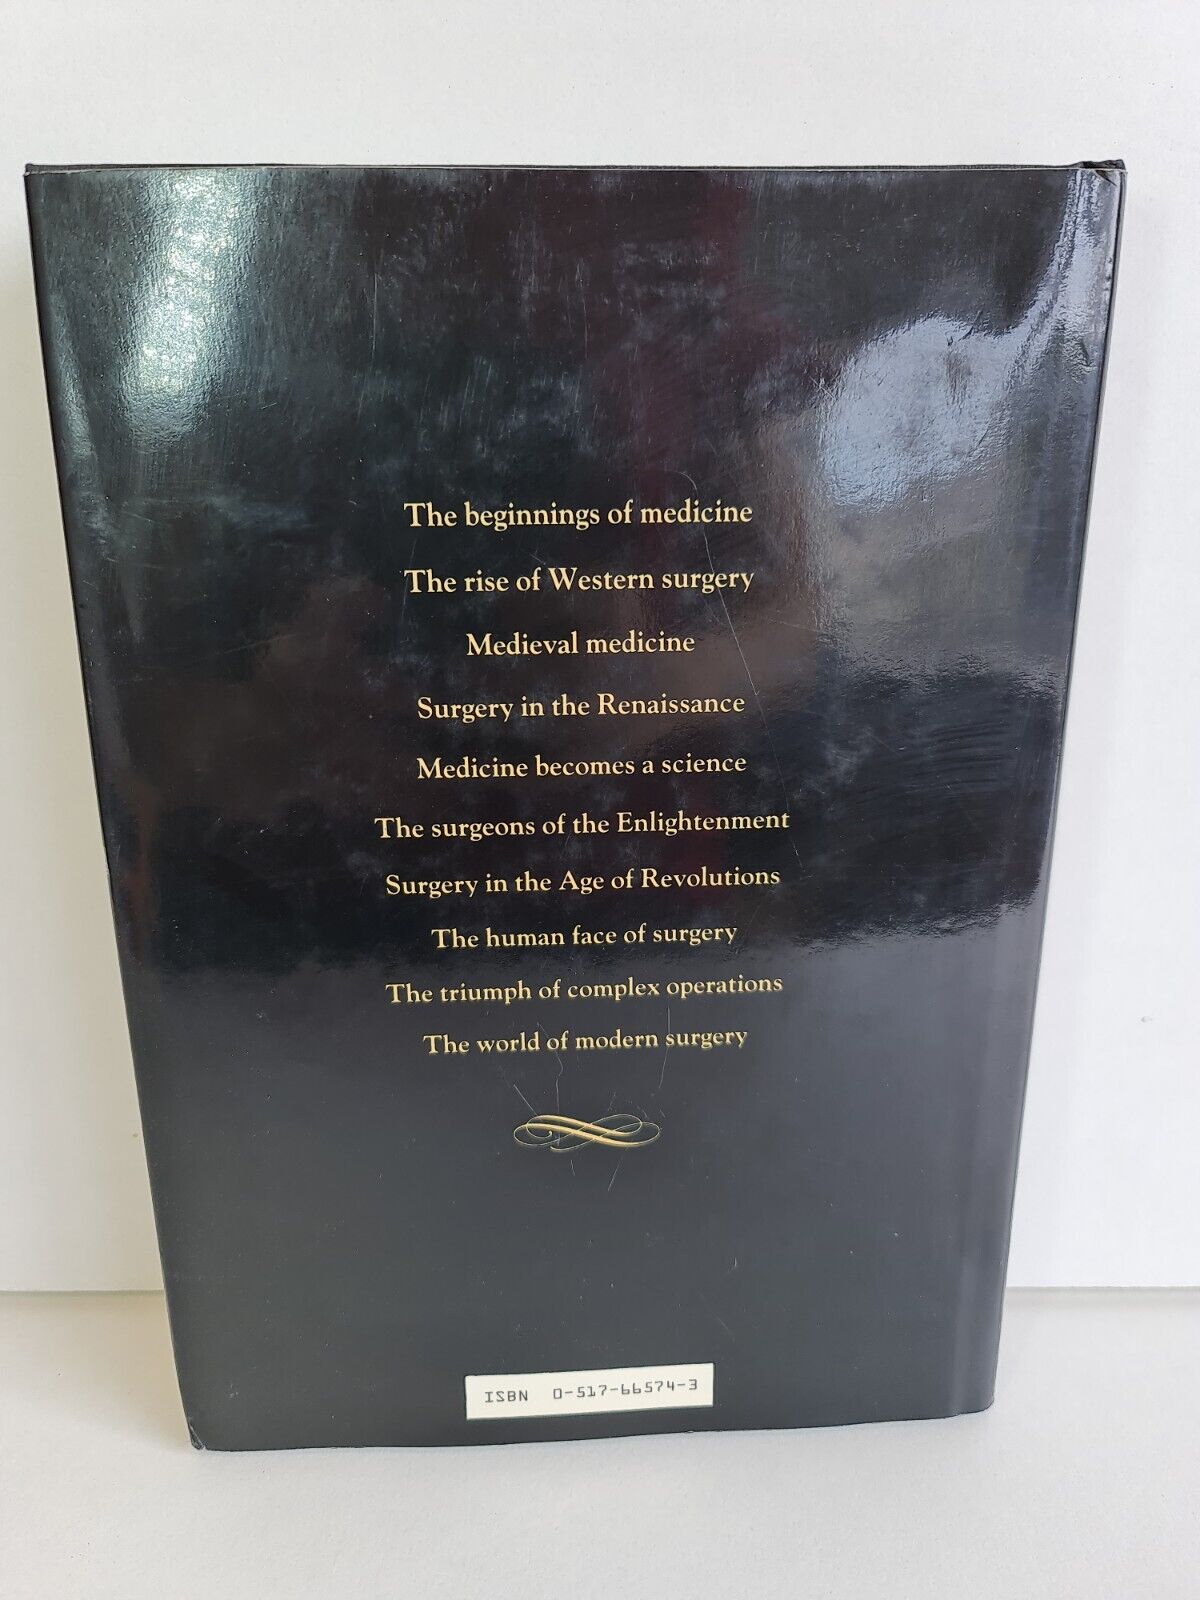 The beginnings of medicine
The rise of Western surgery
Medieval medicine
Surgery in the Renaissance
Medicine becomes a science
The surgeons of the Enlightenment
Surgery in the Age of Revolutions
The human face of surgery
The triumph of complex operations
The world of modern surgery
ISBN 0-517-66574-3